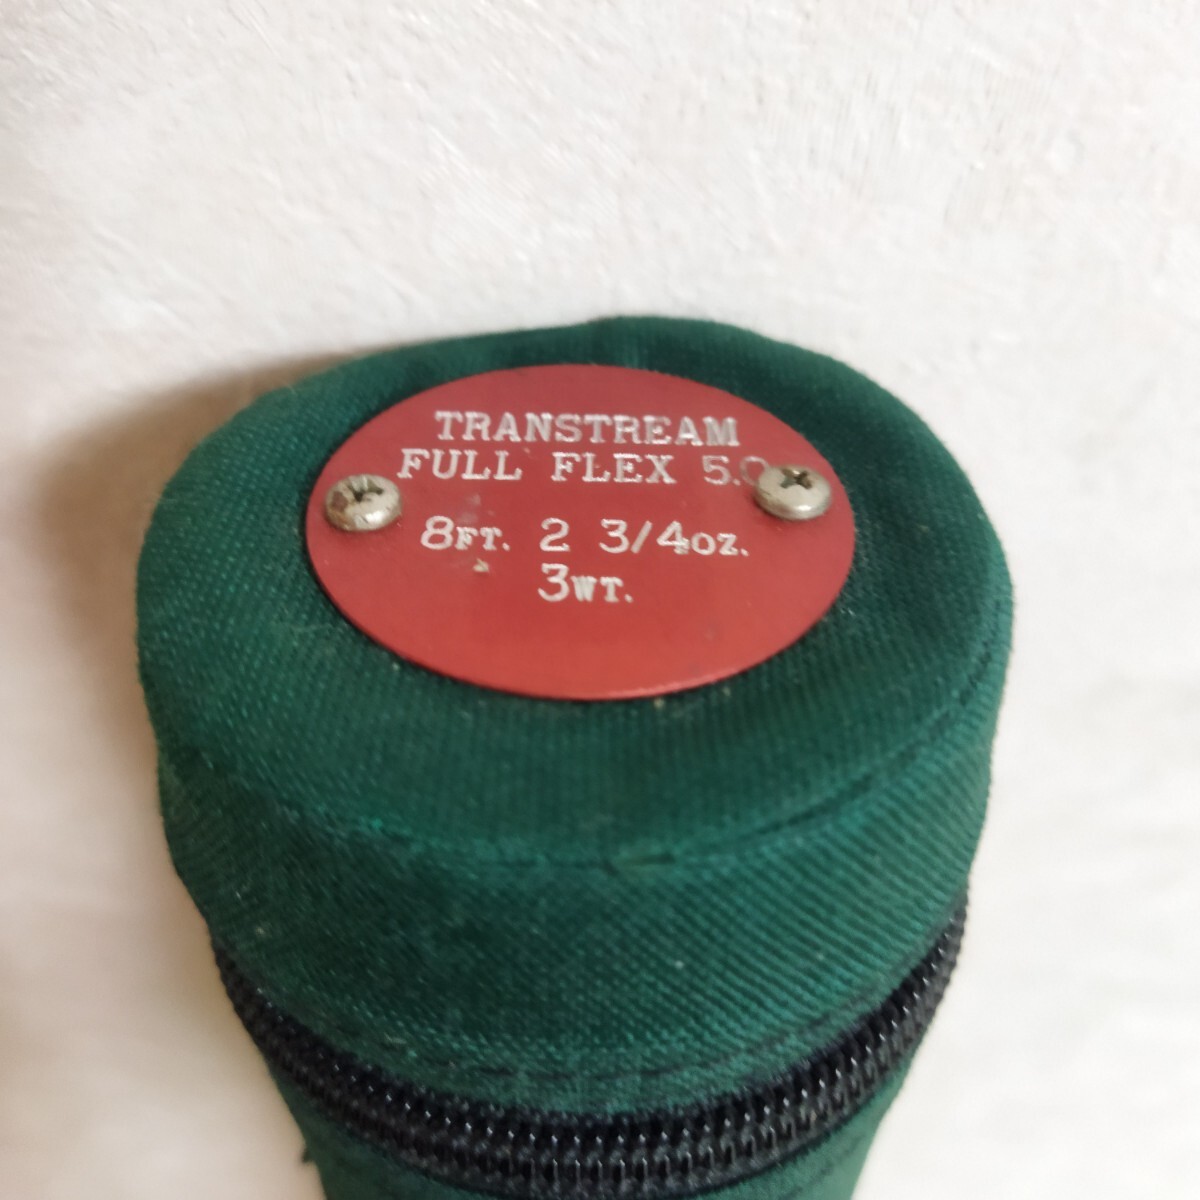 TRANSTREAM
FULL FLEX 5.0
8FT. 2 3/4OZ.
3WT.